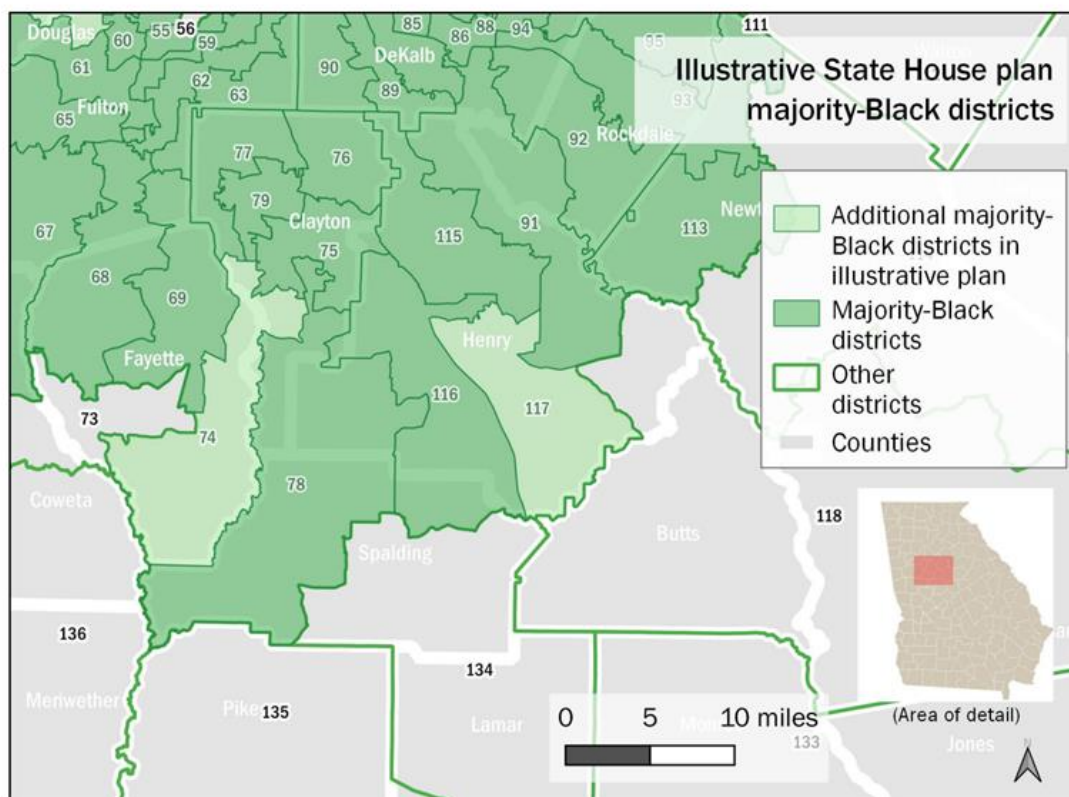 Illustrative State House plan
majority-Black districts
Additional majority-
Black districts in
illustrative plan
Majority-Black
districts
Other
districts
Counties
Douglas
60
55
56
59
85
86
88
94
DeKalb
111
95
61
62
90
89
93
Fulton
65
63
92
Rockdale
77
76
79
Clayton
75
115
91
113
67
68
69
Fayette
Henry
73
74
116
117
78
Coweta
Spalding
Butts
118
136
134
Meriwether
Pike
135
Lamar
133
Jones
0 5 10 miles
(Area of detail)
N